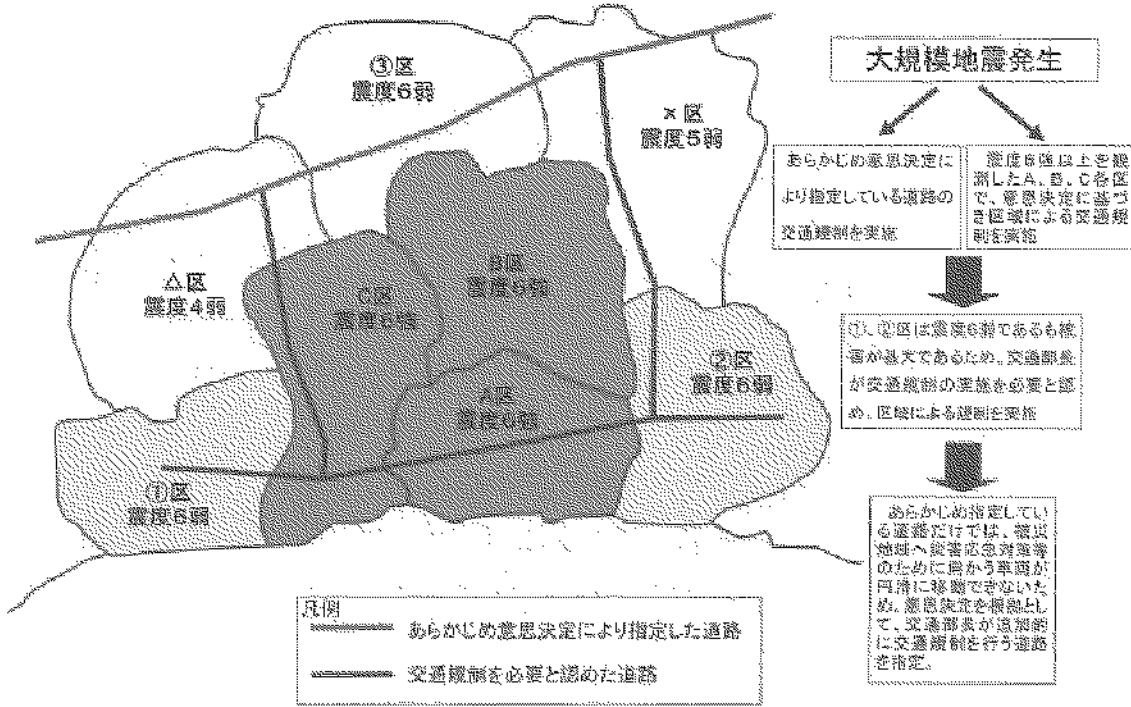 ③区
震度6弱
×区
震度5弱
△区
震度4弱
C区
震度6強
B区
A区
震度6強
②区
震度6弱
①区
震度6弱
大規模地震発生
あらかじめ意思決定に
より指定している道路の
交通規制を実施
震度6強以上を観
測したA、B、C各区
で、意思決定に基づ
き区域による交通規
制を実施
①、②区は震度6弱であるも被
害が甚大であるため、交通部長
が交通規制の実施を必要と認
め、区域による規制を実施
あらかじめ指定してい
る道路だけでは、被災
地域へ災害応急対策等
のために向かう車両が
円滑に移動できないた
め、意思決定を根拠とし
て、交通部長が追加的
に交通規制を行う道路
を指定。
凡例
あらかじめ意思決定により指定した道路
交通規制を必要と認めた道路